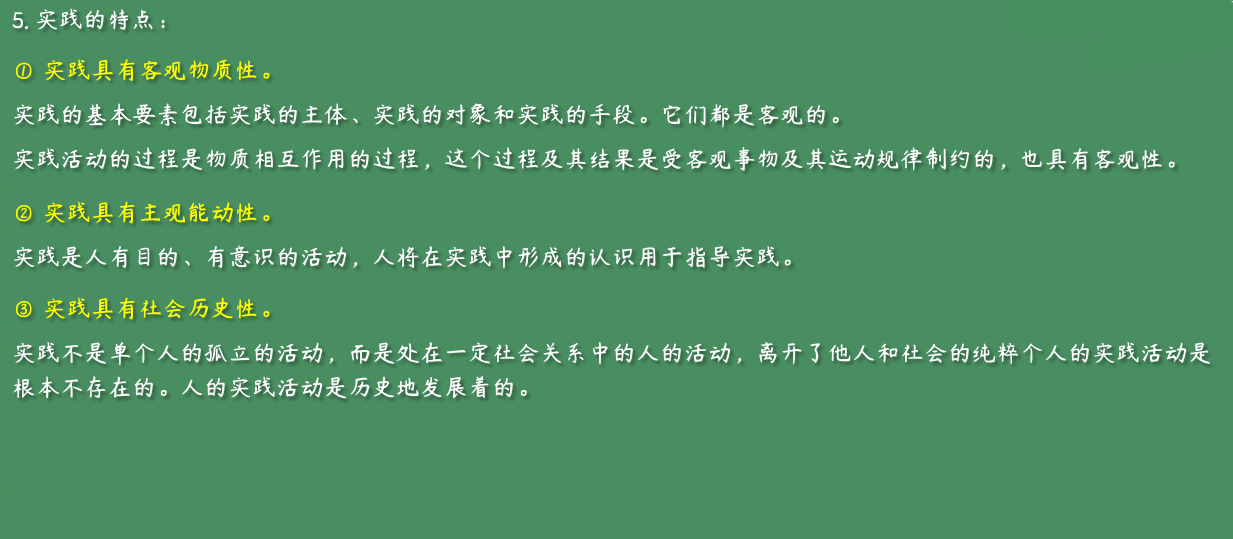 5. 实践的特点：
① 实践具有客观物质性。
实践的基本要素包括实践的主体、实践的对象和实践的手段。它们都是客观的。
实践活动的过程是物质相互作用的过程，这个过程及其结果是受客观事物及其运动规律制约的，也具有客观性。
② 实践具有主观能动性。
实践是人有目的、有意识的活动，人将在实践中形成的认识用于指导实践。
③ 实践具有社会历史性。
实践不是单个人的孤立的活动，而是处在一定社会关系中的人的活动，离开了他人和社会的纯粹个人的实践活动是
根本不存在的。人的实践活动是历史地发展着的。